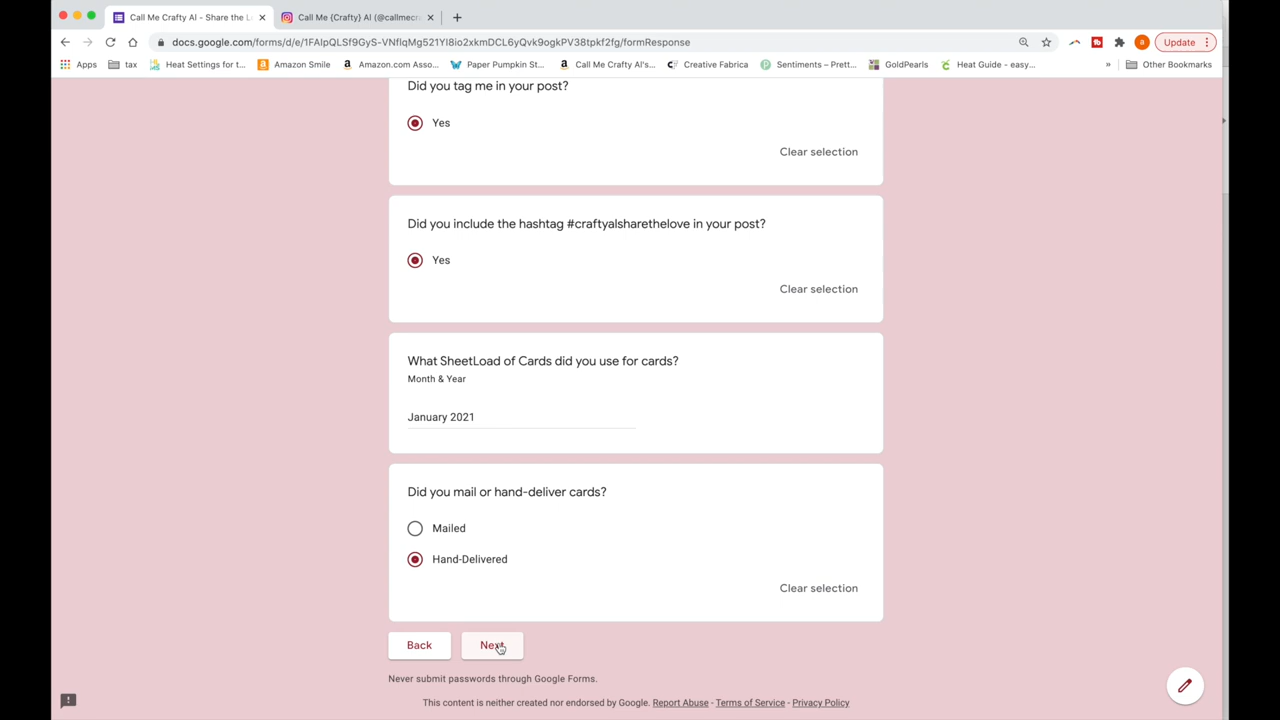 Call Me Crafty Al - Share the L
Call Me {Crafty} Al (@callmecr
Update
docs.google.com/forms/d/e/1FAIpQLSf9GyS-VNflqMg521Yl8io2xkmDCL6yQvk9ogkPV38tpkf2fg/formResponse
Apps
tax
Heat Settings for t...
Amazon Smile
Amazon.com Asso...
Paper Pumpkin St...
Call Me Crafty Al's...
Creative Fabrica
Sentiments – Prett...
GoldPearls
Heat Guide - easy...
»
Other Bookmarks
Did you tag me in your post?
Yes
Clear selection
Did you include the hashtag #craftyalsharethelove in your post?
Yes
Clear selection
What SheetLoad of Cards did you use for cards?
Month & Year
January 2021
Did you mail or hand-deliver cards?
Mailed
Hand-Delivered
Clear selection
Back
Next
Never submit passwords through Google Forms.
This content is neither created nor endorsed by Google. Report Abuse - Terms of Service - Privacy Policy